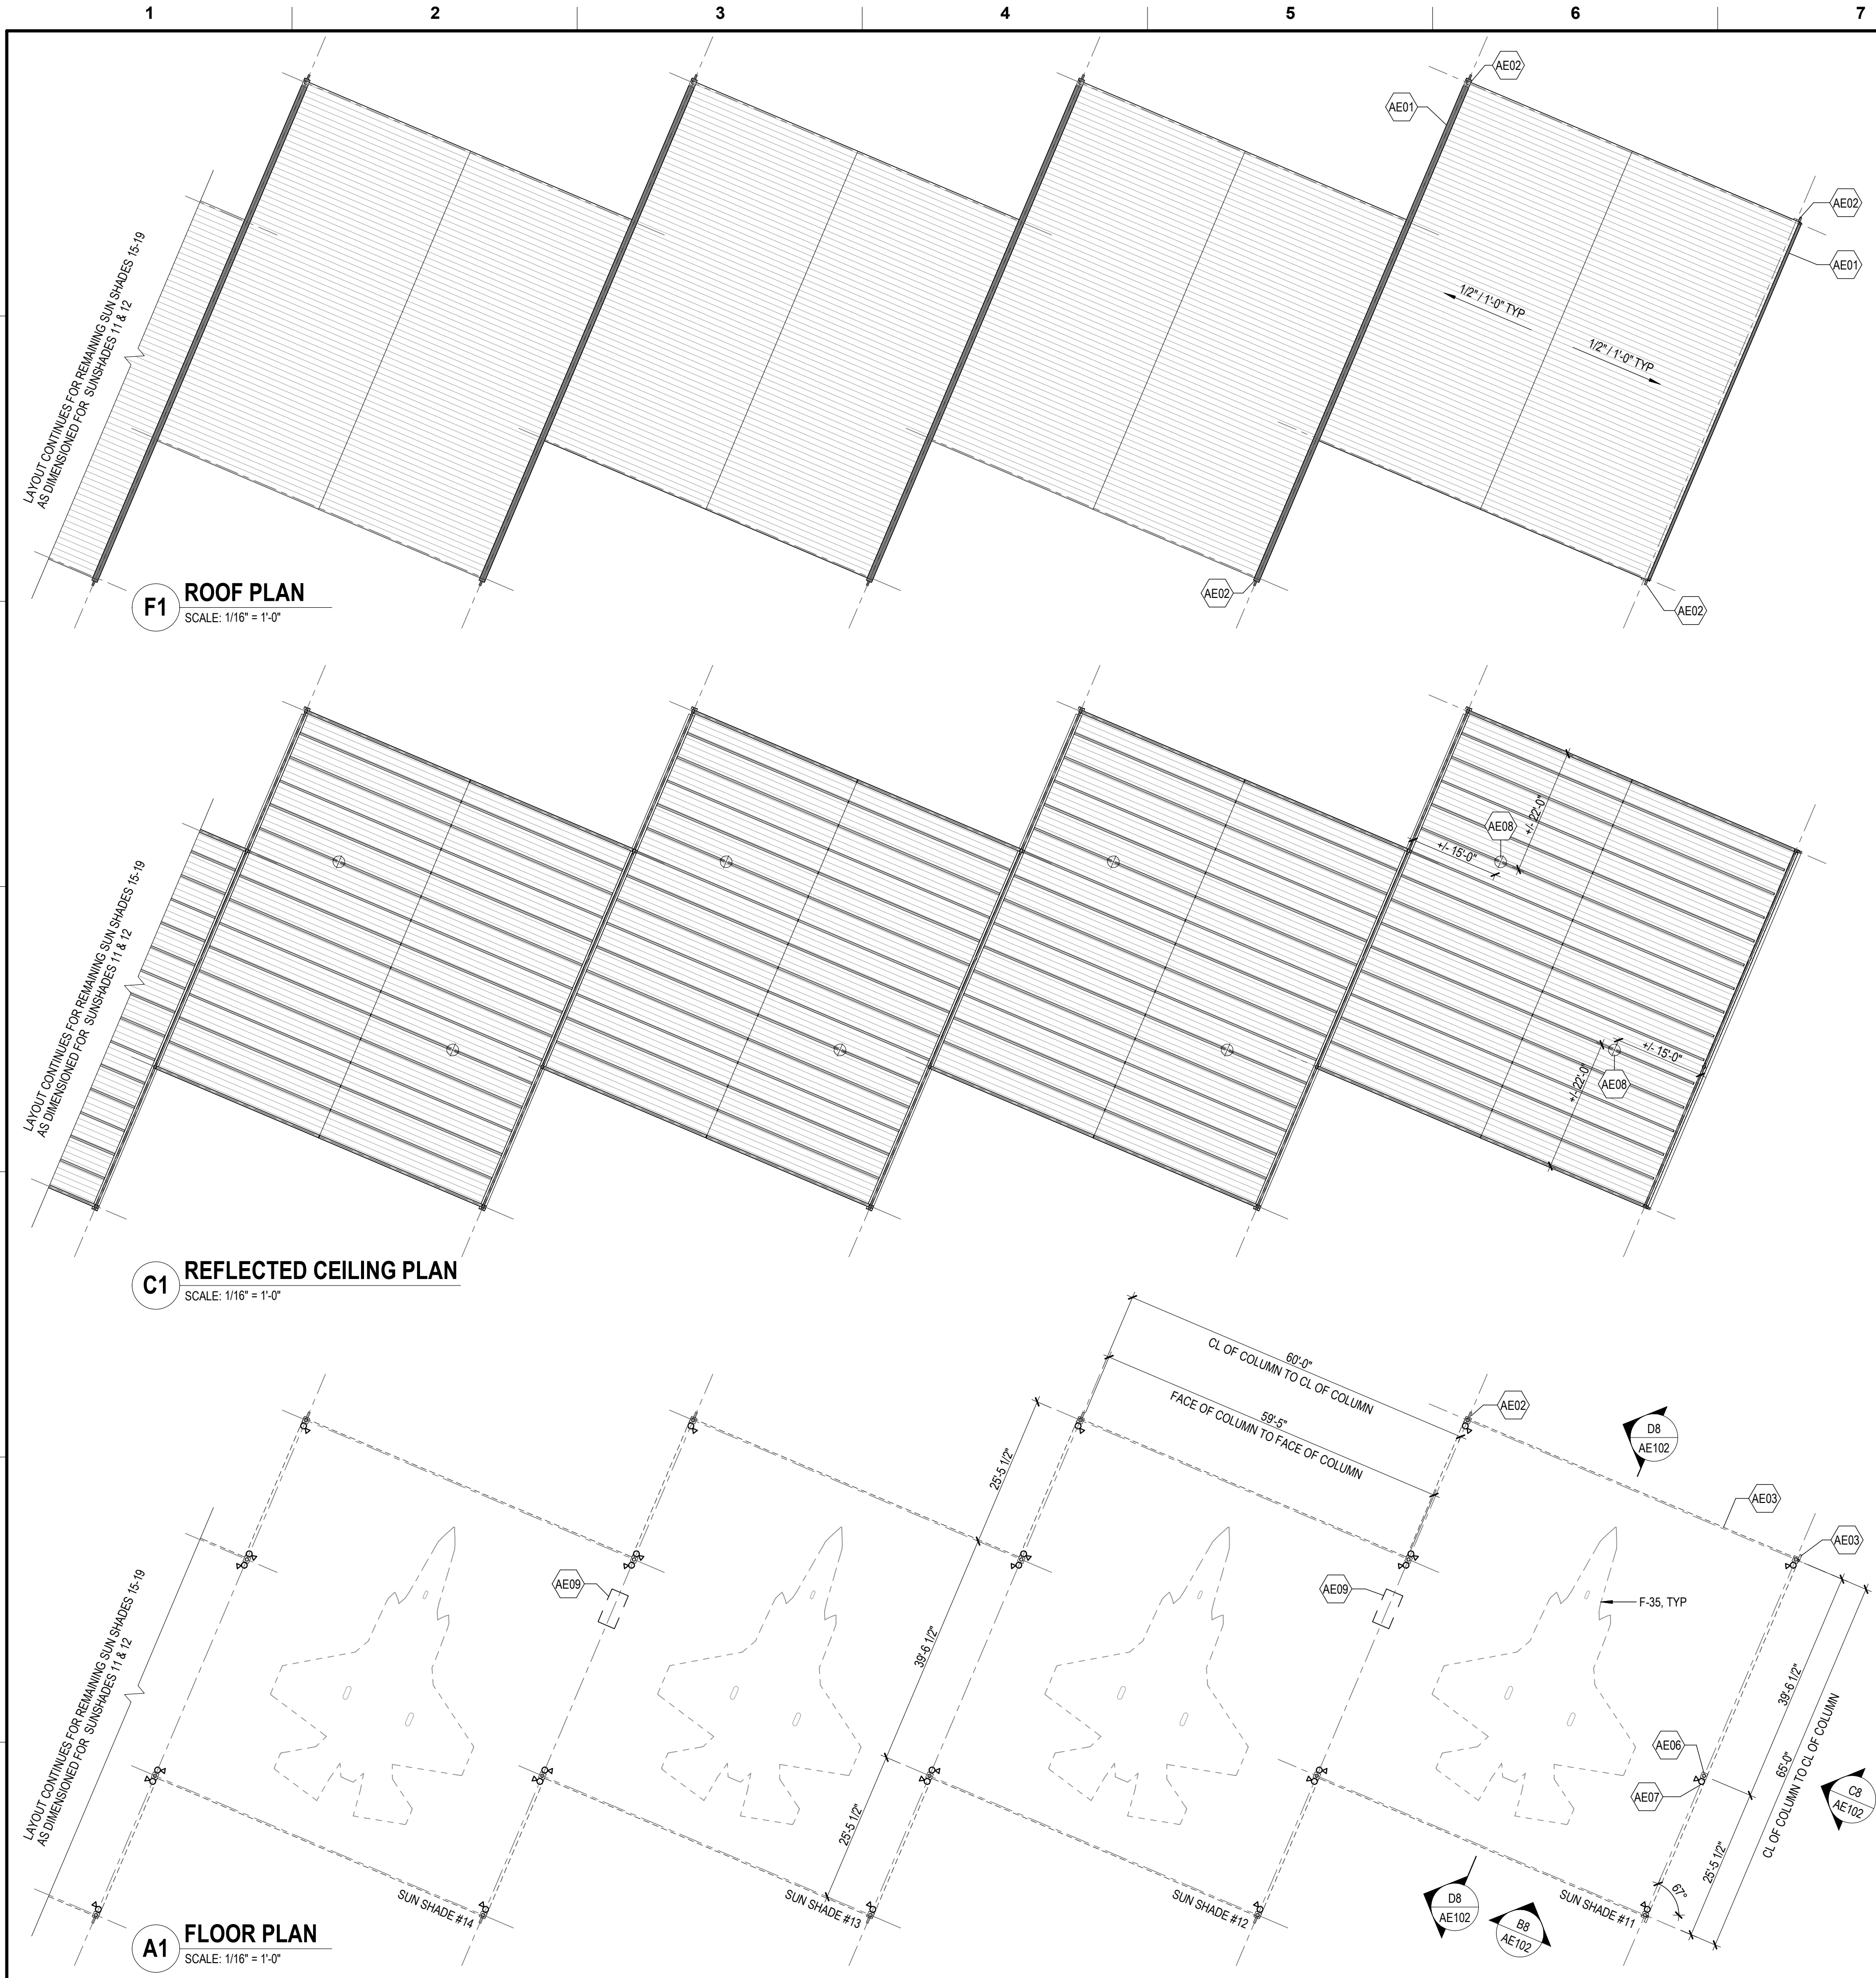 1 2 3 4 5 6 7
AE02
AE01
AE02
AE01
LAYOUT CONTINUES FOR REMAINING SUN SHADES 15-19
AS DIMENSIONED FOR SUNSHADES 11 & 12
1/2" / 1'-0" TYP
1/2" / 1'-0" TYP
AE02
AE02
F1
ROOF PLAN
SCALE: 1/16" = 1'-0"
LAYOUT CONTINUES FOR REMAINING SUN SHADES 15-19
AS DIMENSIONED FOR SUNSHADES 11 & 12
+/- 22'-0"
AE08
+/- 15'-0"
+/- 15'-0"
+/- 22'-0"
AE08
C1
REFLECTED CEILING PLAN
SCALE: 1/16" = 1'-0"
60'-0"
CL OF COLUMN TO CL OF COLUMN
59'-5"
FACE OF COLUMN TO FACE OF COLUMN
25'-5 1/2"
AE02
D8
AE102
AE03
AE03
AE09
AE09
F-35, TYP
LAYOUT CONTINUES FOR REMAINING SUN SHADES 15-19
AS DIMENSIONED FOR SUNSHADES 11 & 12
39'-6 1/2"
39'-6 1/2"
65'-0"
CL OF COLUMN TO CL OF COLUMN
AE06
AE07
C8
AE102
25'-5 1/2"
25'-5 1/2"
67°
SUN SHADE #14
SUN SHADE #13
SUN SHADE #12
SUN SHADE #11
D8
AE102
B8
AE102
A1
FLOOR PLAN
SCALE: 1/16" = 1'-0"